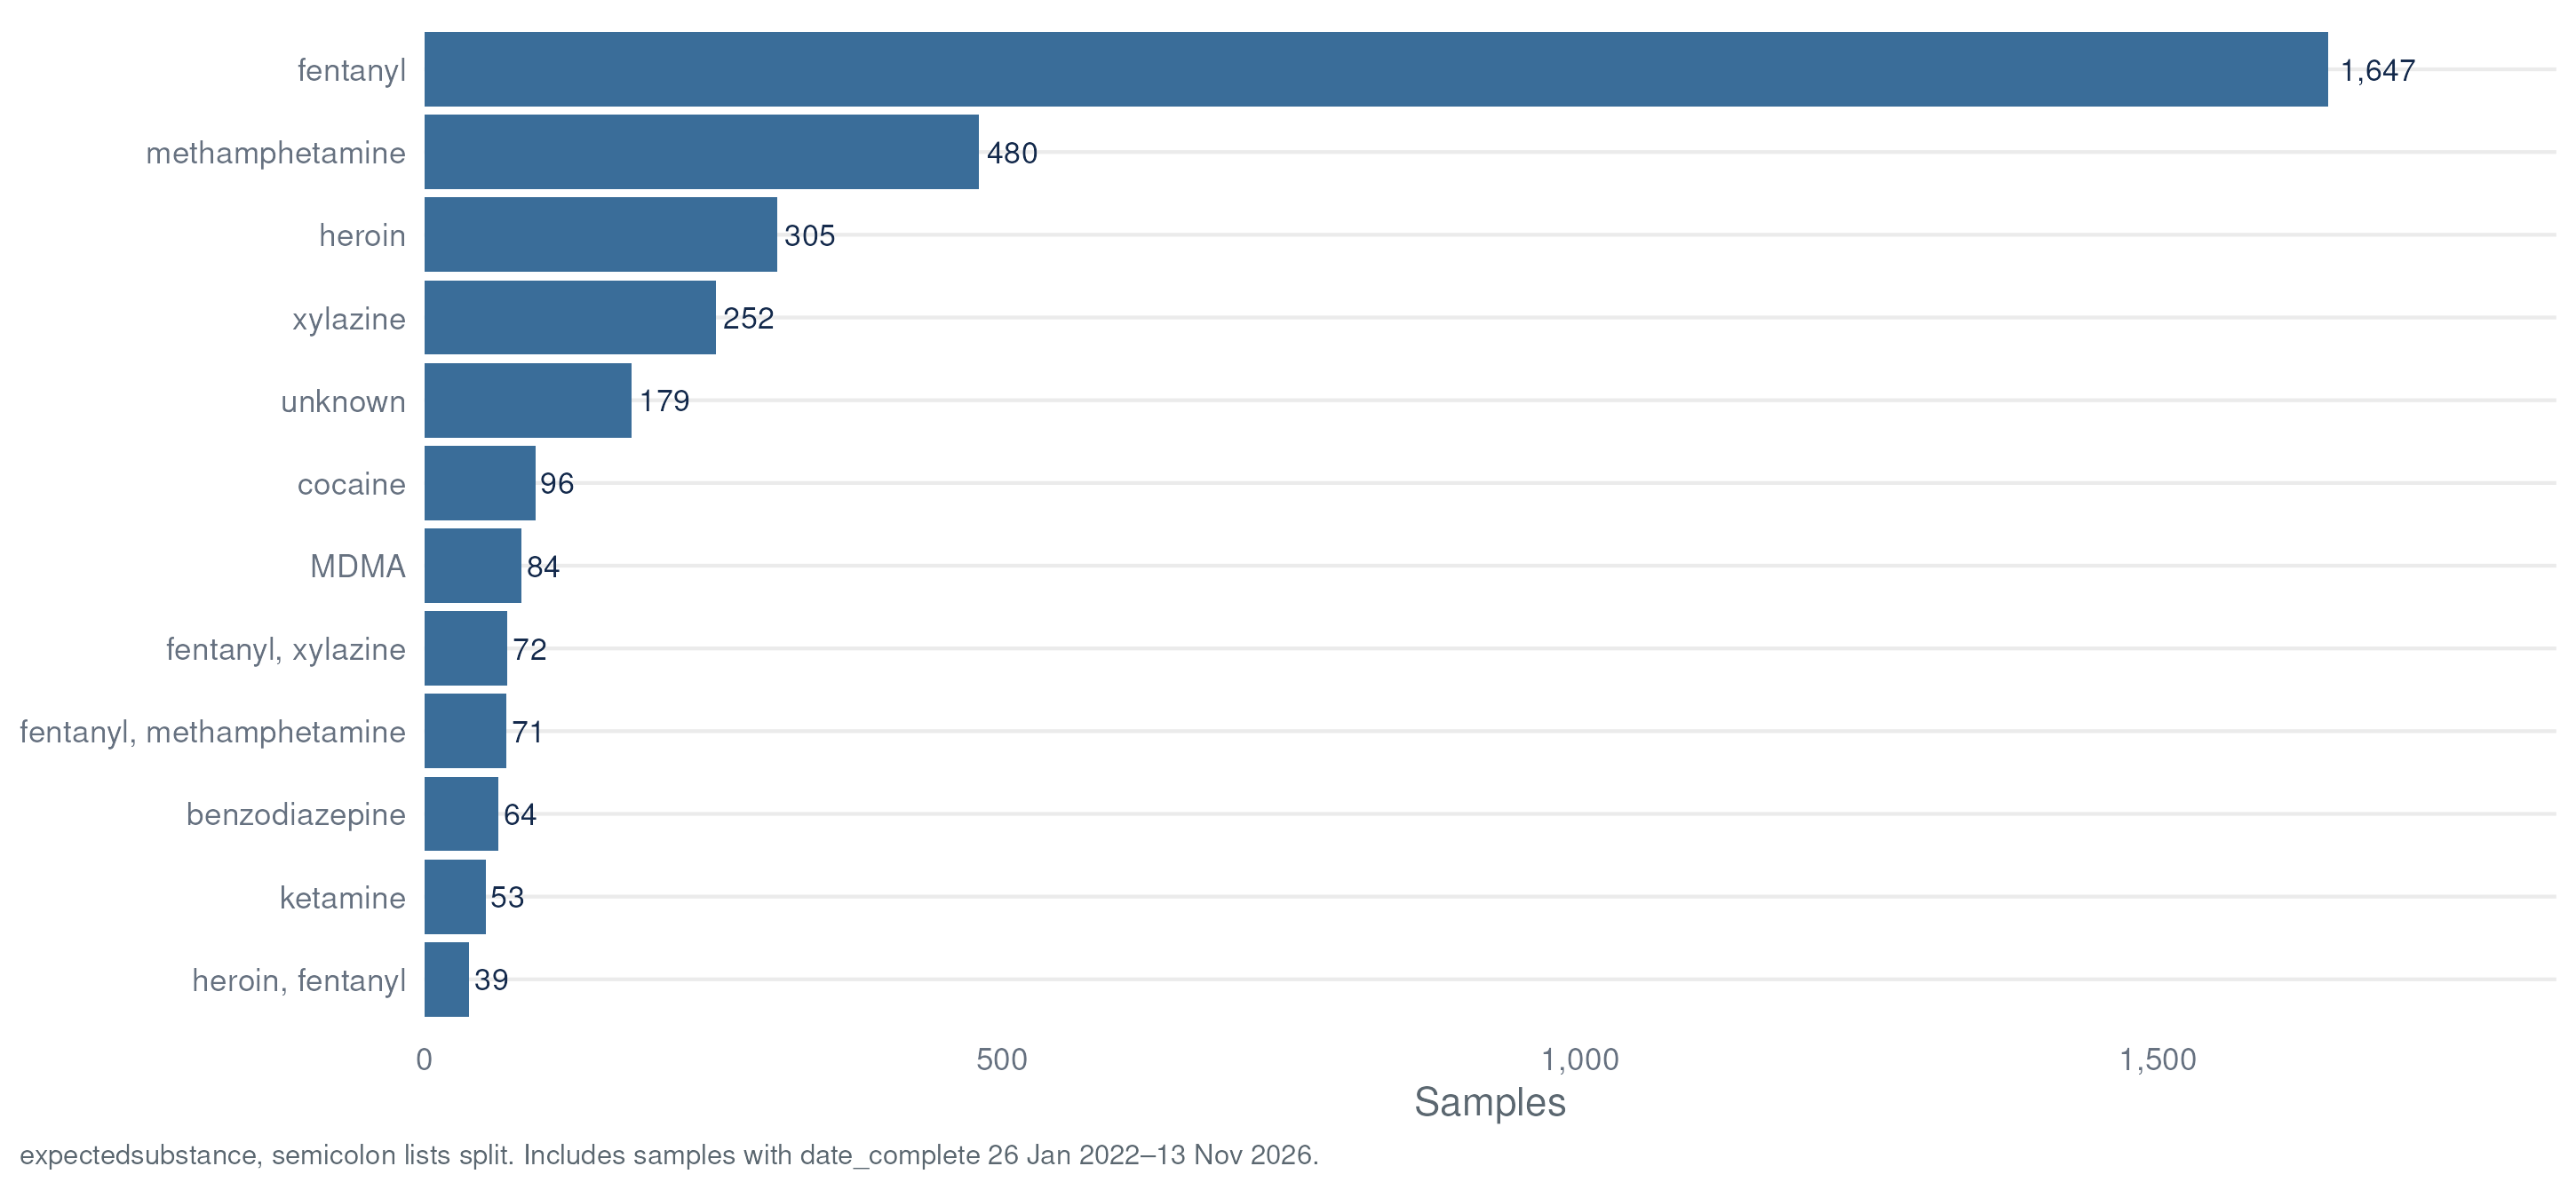 fentanyl 1,647
methamphetamine 480
heroin 305
xylazine 252
unknown 179
cocaine 96
MDMA 84
fentanyl, xylazine 72
fentanyl, methamphetamine 71
benzodiazepine 64
ketamine 53
heroin, fentanyl 39
0 500 1,000 1,500
Samples
expectedsubstance, semicolon lists split. Includes samples with date_complete 26 Jan 2022–13 Nov 2026.